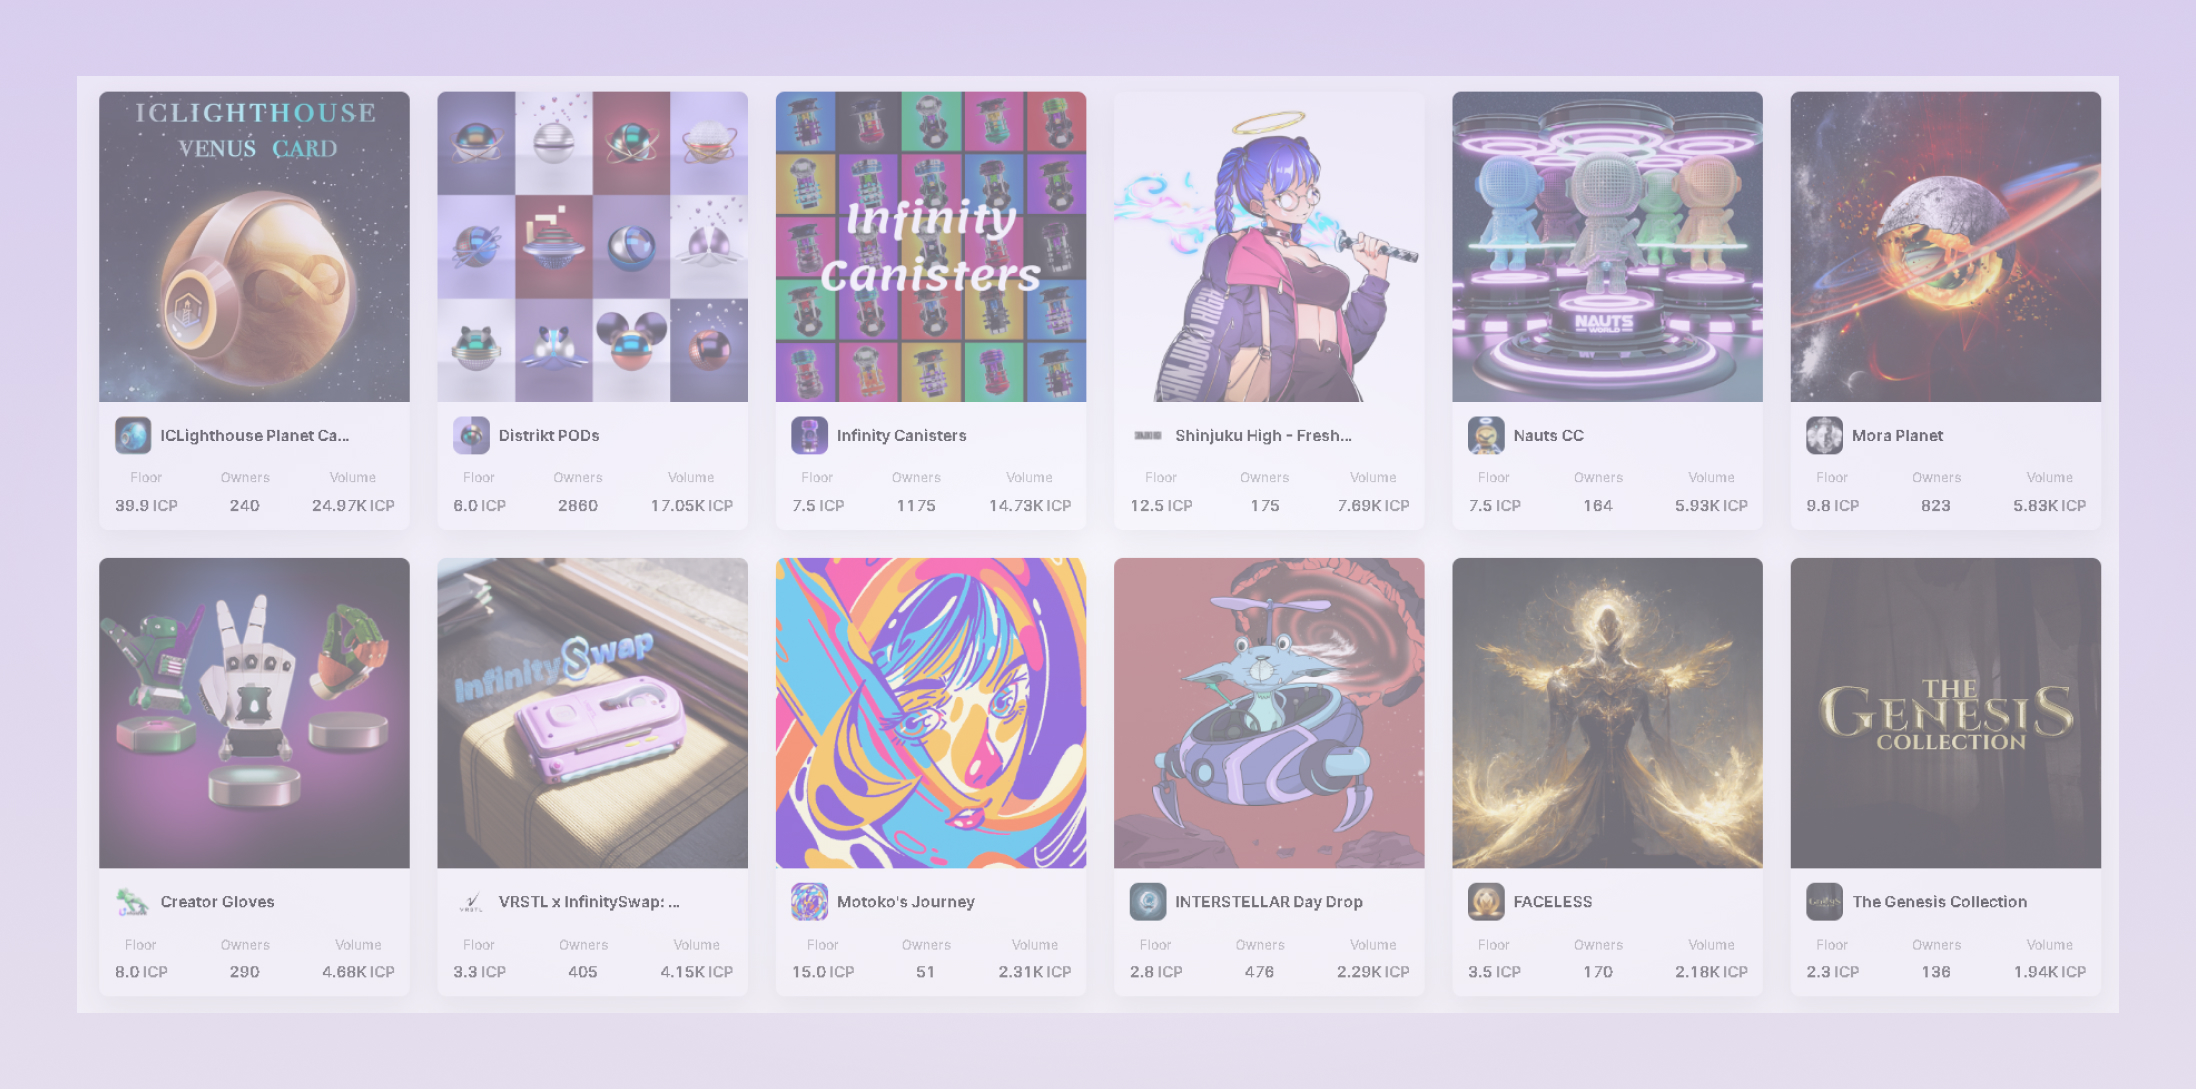 ICLIGHTHOUSE
VENUS CARD
Infinity
Canisters
SHINJUKU HIGH
NAUTS
WORLD
ICLighthouse Planet Ca...
Distrikt PODs
Infinity Canisters
Shinjuku High - Fresh...
Nauts CC
Mora Planet
Floor Owners Volume
39.9 ICP 240 24.97K ICP
Floor Owners Volume
6.0 ICP 2860 17.05K ICP
Floor Owners Volume
7.5 ICP 1175 14.73K ICP
Floor Owners Volume
12.5 ICP 175 7.69K ICP
Floor Owners Volume
7.5 ICP 164 5.93K ICP
Floor Owners Volume
9.8 ICP 823 5.83K ICP
InfinitySwap
THE
GENESIS
COLLECTION
Creator Gloves
VRSTL
VRSTL x InfinitySwap: ...
Motoko's Journey
INTERSTELLAR Day Drop
FACELESS
The Genesis Collection
Floor Owners Volume
8.0 ICP 290 4.68K ICP
Floor Owners Volume
3.3 ICP 405 4.15K ICP
Floor Owners Volume
15.0 ICP 51 2.31K ICP
Floor Owners Volume
2.8 ICP 476 2.29K ICP
Floor Owners Volume
3.5 ICP 170 2.18K ICP
Floor Owners Volume
2.3 ICP 136 1.94K ICP